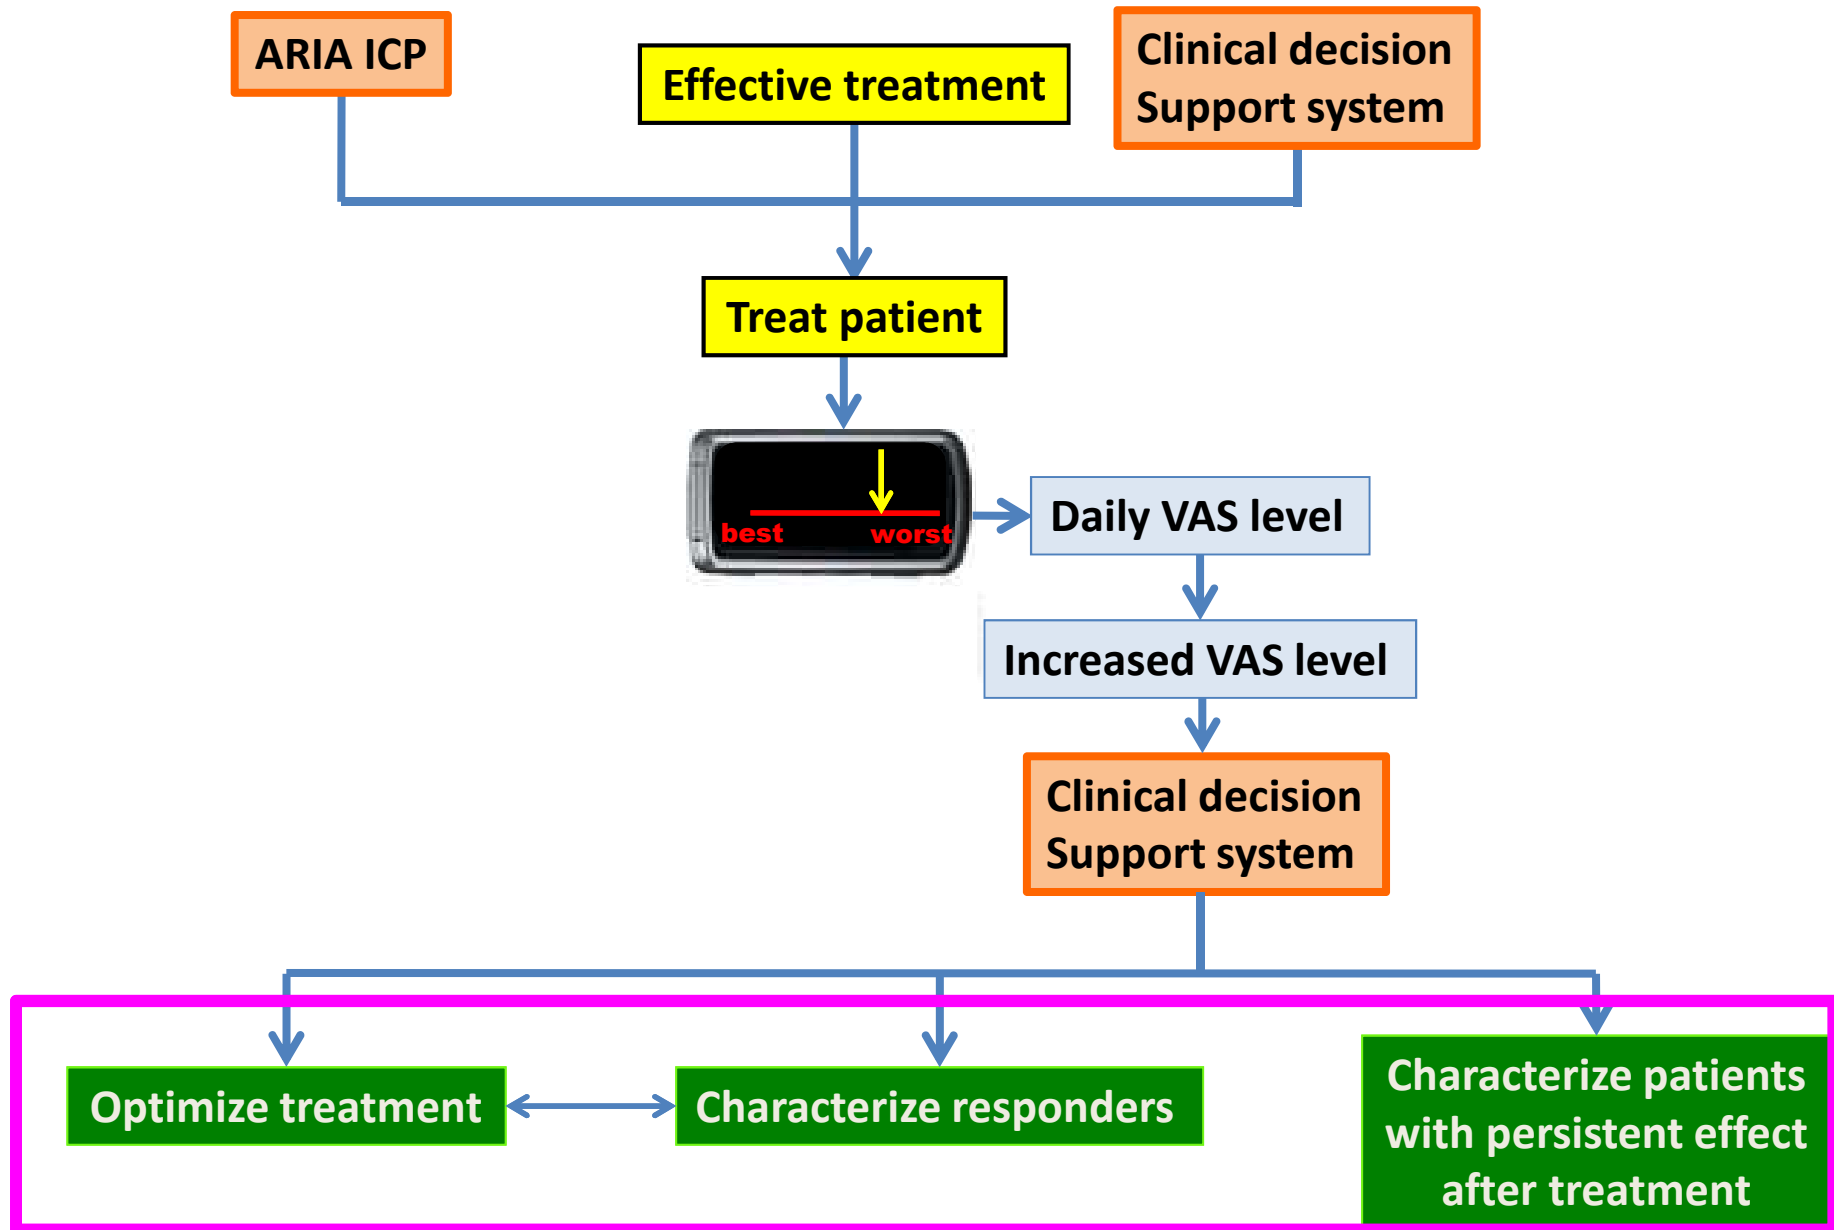 ARIA ICP
Effective treatment
Clinical decision
Support system
Treat patient
best
worst
Daily VAS level
Increased VAS level
Clinical decision
Support system
Optimize treatment
Characterize responders
Characterize patients
with persistent effect
after treatment